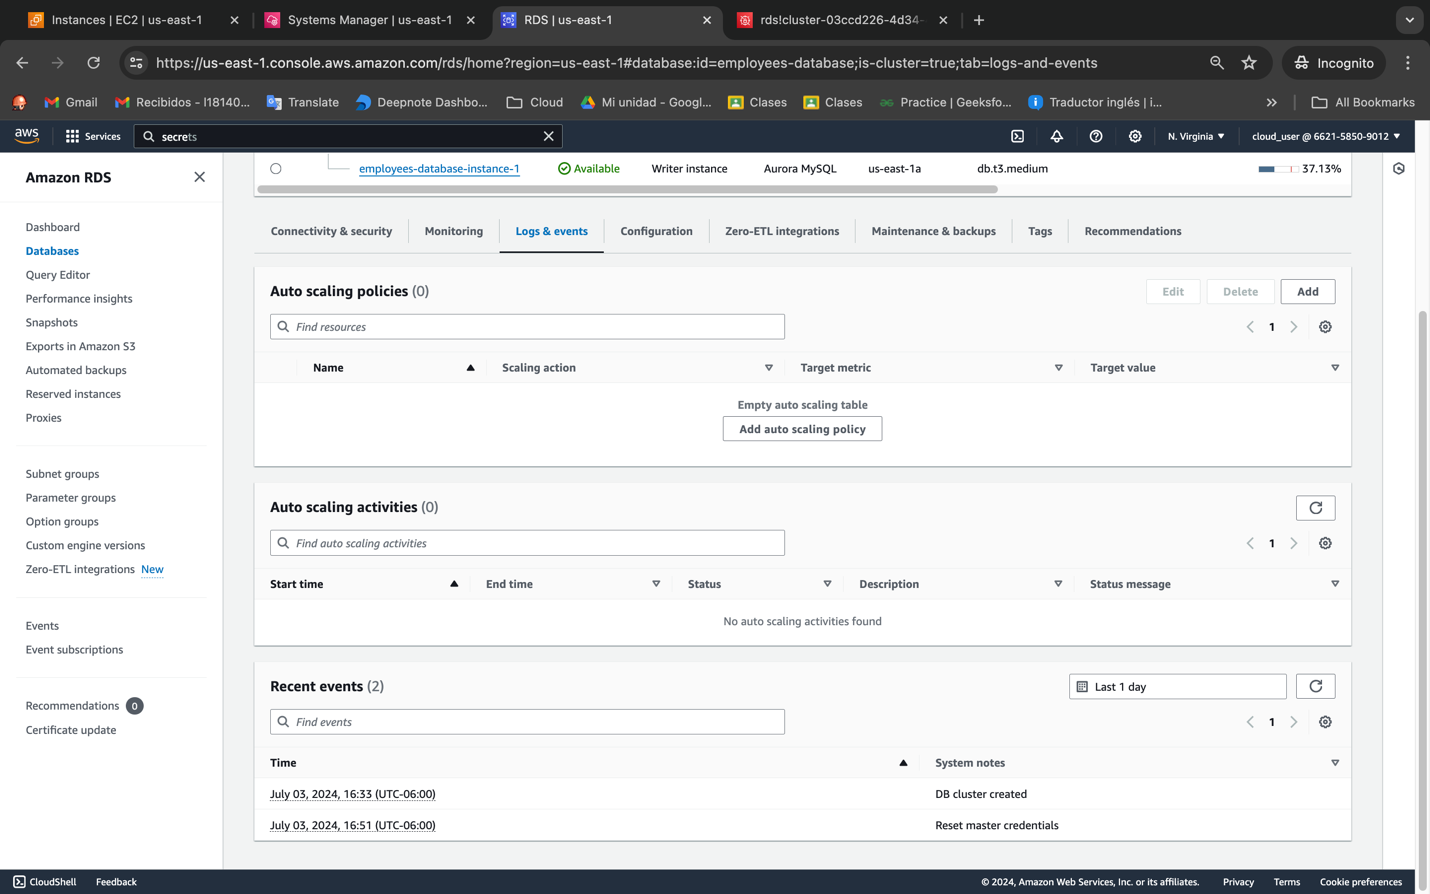 Instances | EC2 | us-east-1
Systems Manager | us-east-1
RDS | us-east-1
rds!cluster-03ccd226-4d34-
https://us-east-1.console.aws.amazon.com/rds/home?region=us-east-1#database:id=employees-database;is-cluster=true;tab=logs-and-events
Incognito
Gmail
Recibidos - l18140...
Translate
Deepnote Dashbo...
Cloud
Mi unidad - Googl...
Clases
Clases
Practice | Geeksfo...
Traductor inglés | i...
All Bookmarks
aws
Services
secrets
N. Virginia
cloud_user @ 6621-5850-9012
Amazon RDS
Dashboard
Databases
Query Editor
Performance insights
Snapshots
Exports in Amazon S3
Automated backups
Reserved instances
Proxies
Subnet groups
Parameter groups
Option groups
Custom engine versions
Zero-ETL integrations New
Events
Event subscriptions
Recommendations 0
Certificate update
employees-database-instance-1
Available
Writer instance
Aurora MySQL
us-east-1a
db.t3.medium
37.13%
Connectivity & security
Monitoring
Logs & events
Configuration
Zero-ETL integrations
Maintenance & backups
Tags
Recommendations
Auto scaling policies (0)
Edit
Delete
Add
Find resources
1
Name
Scaling action
Target metric
Target value
Empty auto scaling table
Add auto scaling policy
Auto scaling activities (0)
Find auto scaling activities
1
Start time
End time
Status
Description
Status message
No auto scaling activities found
Recent events (2)
Last 1 day
Find events
1
Time
System notes
July 03, 2024, 16:33 (UTC-06:00)
DB cluster created
July 03, 2024, 16:51 (UTC-06:00)
Reset master credentials
CloudShell
Feedback
© 2024, Amazon Web Services, Inc. or its affiliates.
Privacy
Terms
Cookie preferences